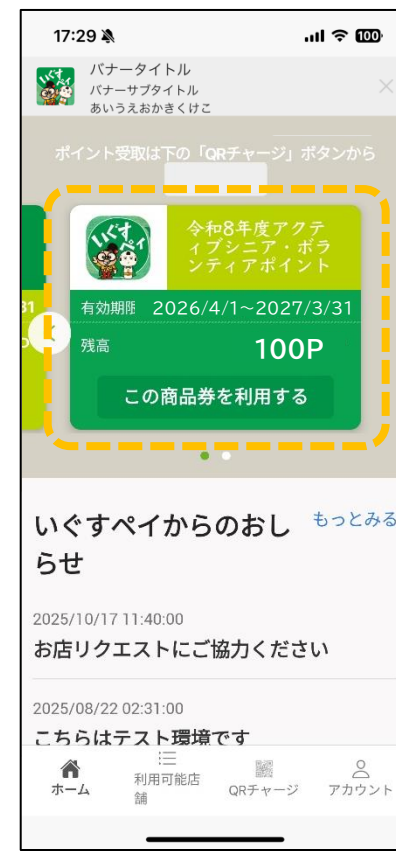 17:29
100
バナータイトル
バナーサブタイトル
あいうえおかきくけこ
ポイント受取は下の「QRチャージ」ボタンから
いぐすペイ
令和8年度アクテ
ィブシニア・ボラ
ンティアポイント
31
有効期限 2026/4/1~2027/3/31
残高 100P
この商品券を利用する
いぐすペイからのおし
らせ
もっとみる
2025/10/17 11:40:00
お店リクエストにご協力ください
2025/08/22 02:31:00
こちらはテスト環境です
ホーム
利用可能店
舗
QRチャージ
アカウント